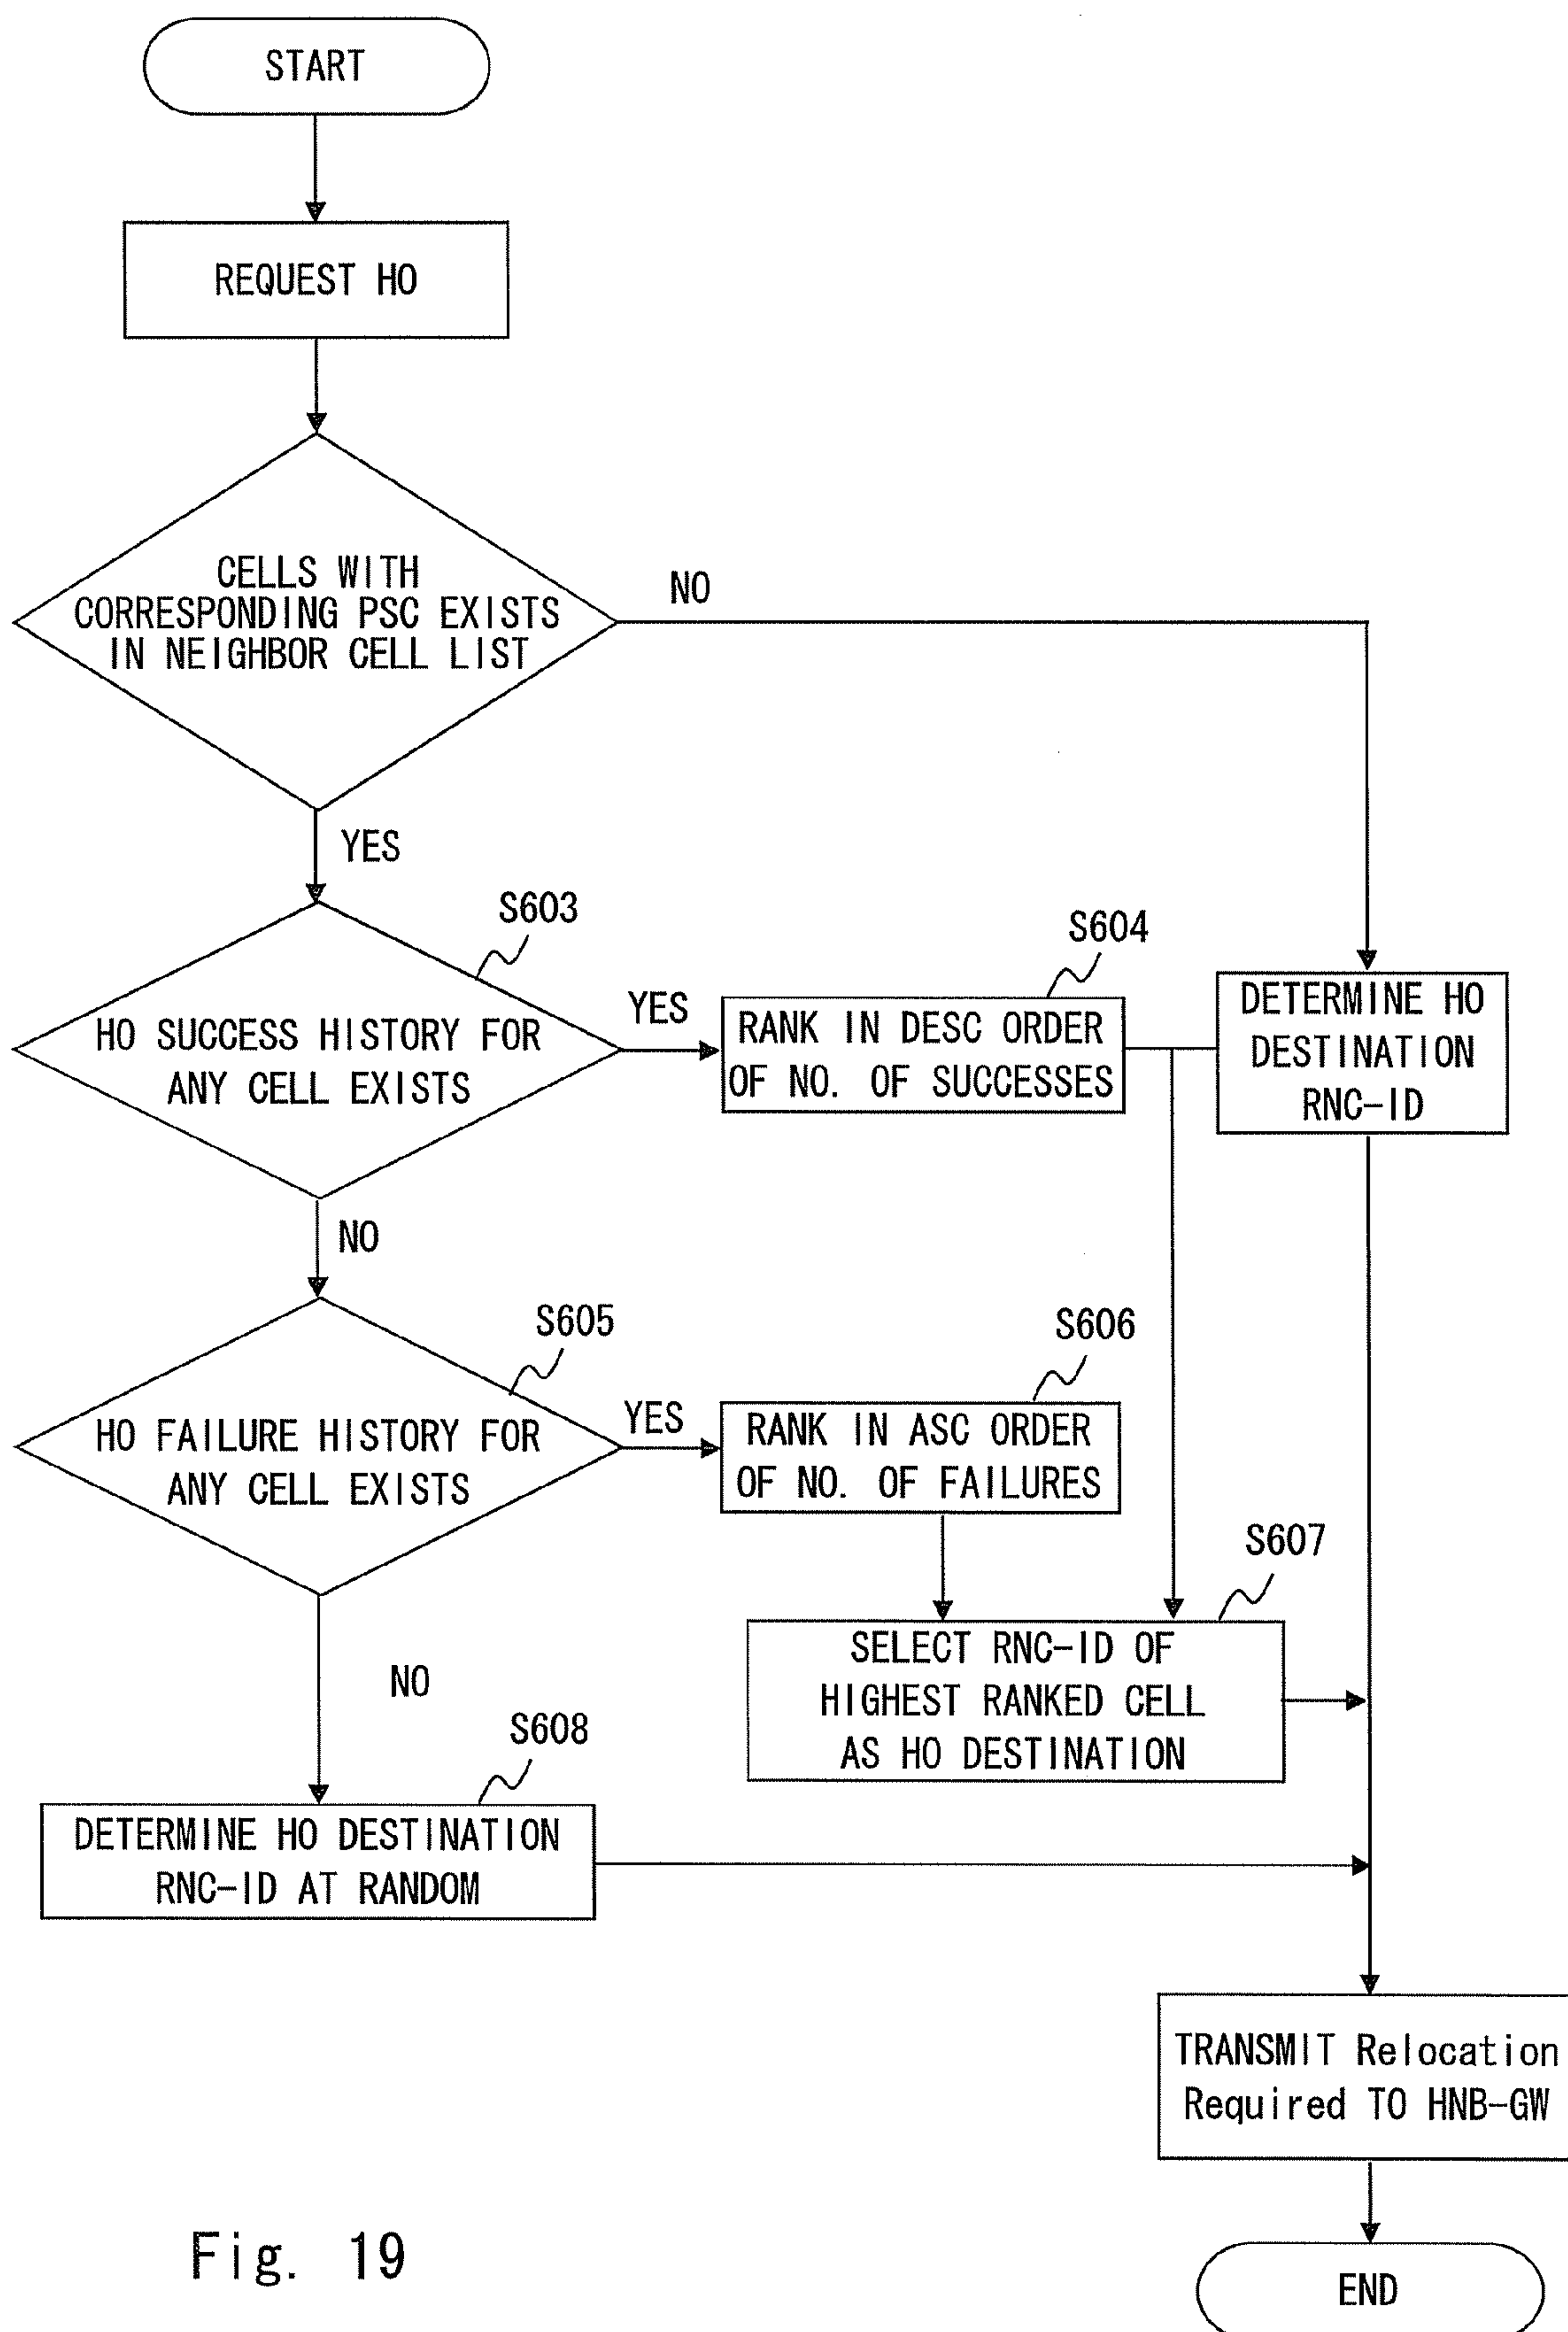 START
REQUEST HO
CELLS WITH
CORRESPONDING PSC EXISTS
IN NEIGHBOR CELL LIST
NO
YES
S603
HO SUCCESS HISTORY FOR
ANY CELL EXISTS
YES
S604
RANK IN DESC ORDER
OF NO. OF SUCCESSES
DETERMINE HO
DESTINATION
RNC-ID
NO
S605
HO FAILURE HISTORY FOR
ANY CELL EXISTS
YES
S606
RANK IN ASC ORDER
OF NO. OF FAILURES
S607
SELECT RNC-ID OF
HIGHEST RANKED CELL
AS HO DESTINATION
NO
S608
DETERMINE HO DESTINATION
RNC-ID AT RANDOM
TRANSMIT Relocation
Required TO HNB-GW
END
Fig. 19